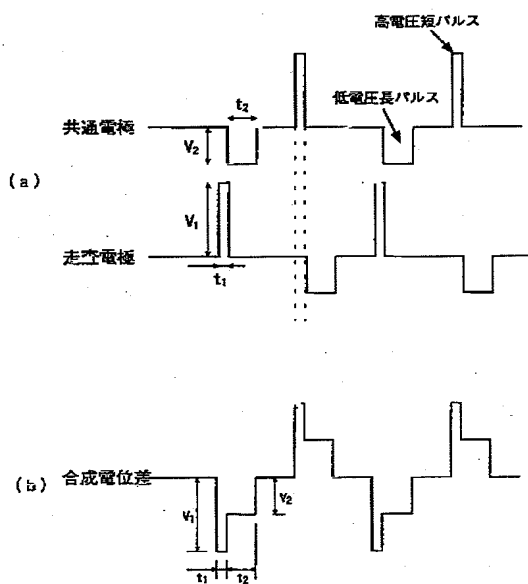 高電圧短パルス
t₂
低電圧長パルス
共通電極
V₂
(a)
V₁
走査電極
t₁
(b)
合成電位差
V₁
V₂
t₁
t₂